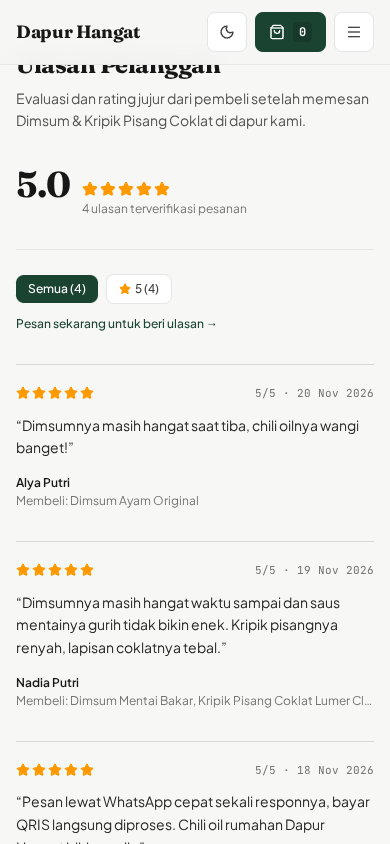 Dapur Hangat
0
Ulasan Pelanggan
Evaluasi dan rating jujur dari pembeli setelah memesan
Dimsum & Kripik Pisang Coklat di dapur kami.
5.0
4 ulasan terverifikasi pesanan
Semua (4)
5 (4)
Pesan sekarang untuk beri ulasan →
5/5 · 20 Nov 2026
“Dimsumnya masih hangat saat tiba, chili oilnya wangi
banget!”
Alya Putri
Membeli: Dimsum Ayam Original
5/5 · 19 Nov 2026
“Dimsumnya masih hangat waktu sampai dan saus
mentainya gurih tidak bikin enek. Kripik pisangnya
renyah, lapisan coklatnya tebal.”
Nadia Putri
Membeli: Dimsum Mentai Bakar, Kripik Pisang Coklat Lumer Cl...
5/5 · 18 Nov 2026
“Pesan lewat WhatsApp cepat sekali responnya, bayar
QRIS langsung diproses. Chili oil rumahan Dapur